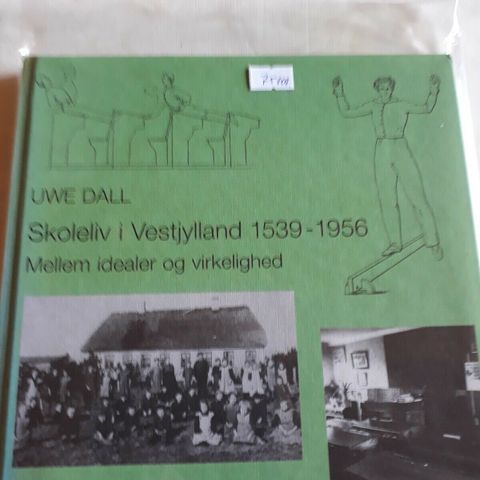 UWE DALL
Skoleliv i Vestjylland 1539-1956
Mellem idealer og virkelighed